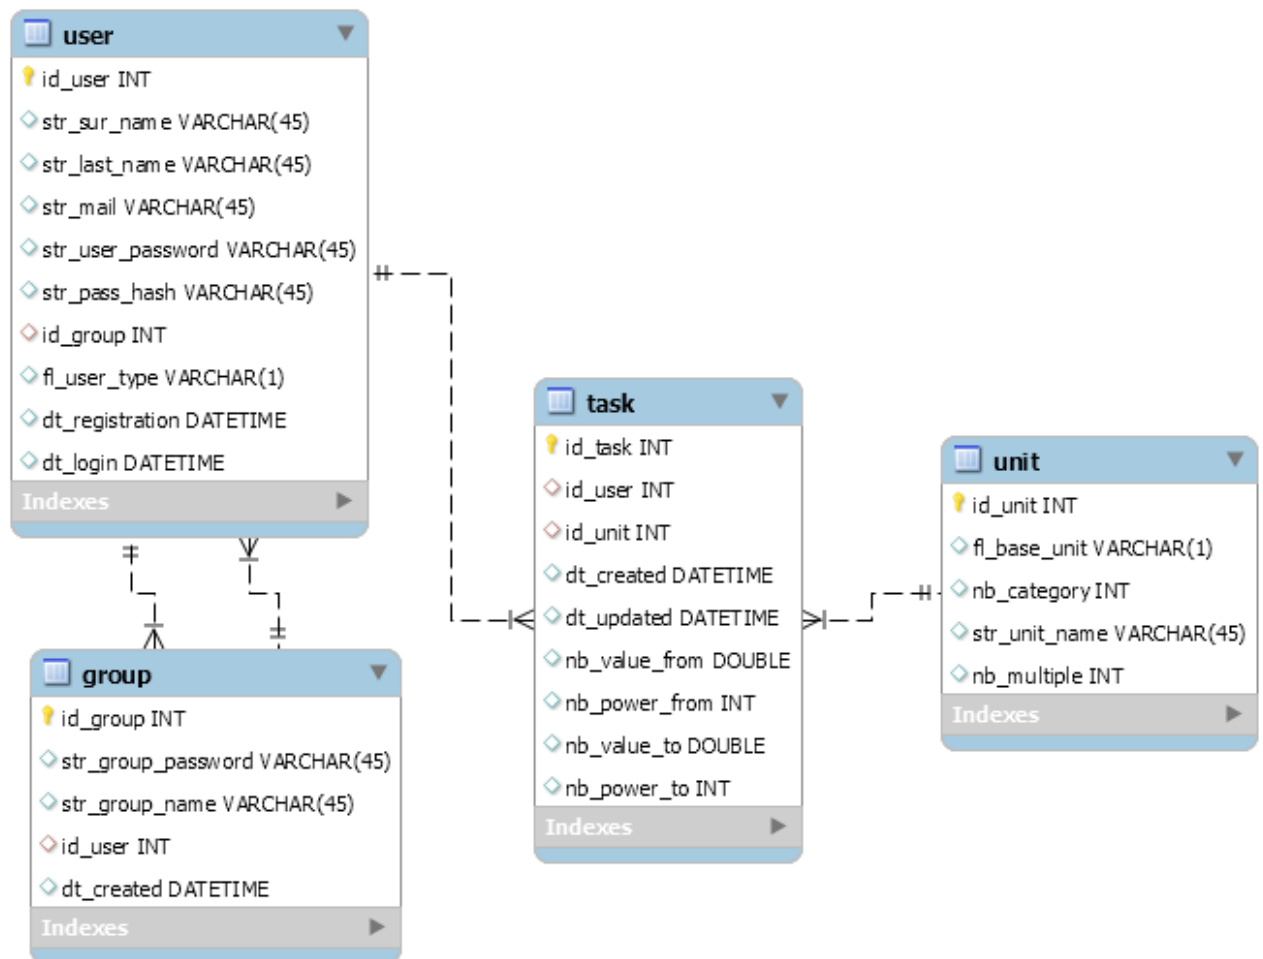 user
id_user INT
str_sur_name VARCHAR(45)
str_last_name VARCHAR(45)
str_mail VARCHAR(45)
str_user_password VARCHAR(45)
str_pass_hash VARCHAR(45)
id_group INT
fl_user_type VARCHAR(1)
dt_registration DATETIME
dt_login DATETIME
Indexes
group
id_group INT
str_group_password VARCHAR(45)
str_group_name VARCHAR(45)
id_user INT
dt_created DATETIME
Indexes
task
id_task INT
id_user INT
id_unit INT
dt_created DATETIME
dt_updated DATETIME
nb_value_from DOUBLE
nb_power_from INT
nb_value_to DOUBLE
nb_power_to INT
Indexes
unit
id_unit INT
fl_base_unit VARCHAR(1)
nb_category INT
str_unit_name VARCHAR(45)
nb_multiple INT
Indexes